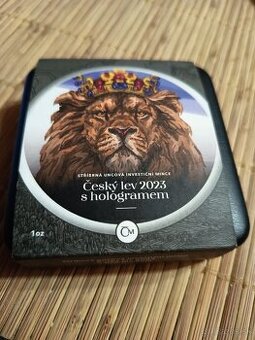 STŘÍBRNÁ UNCOVÁ INVESTIČNÍ MINCE
Český lev 2023
s hologramem
ČM
1 oz